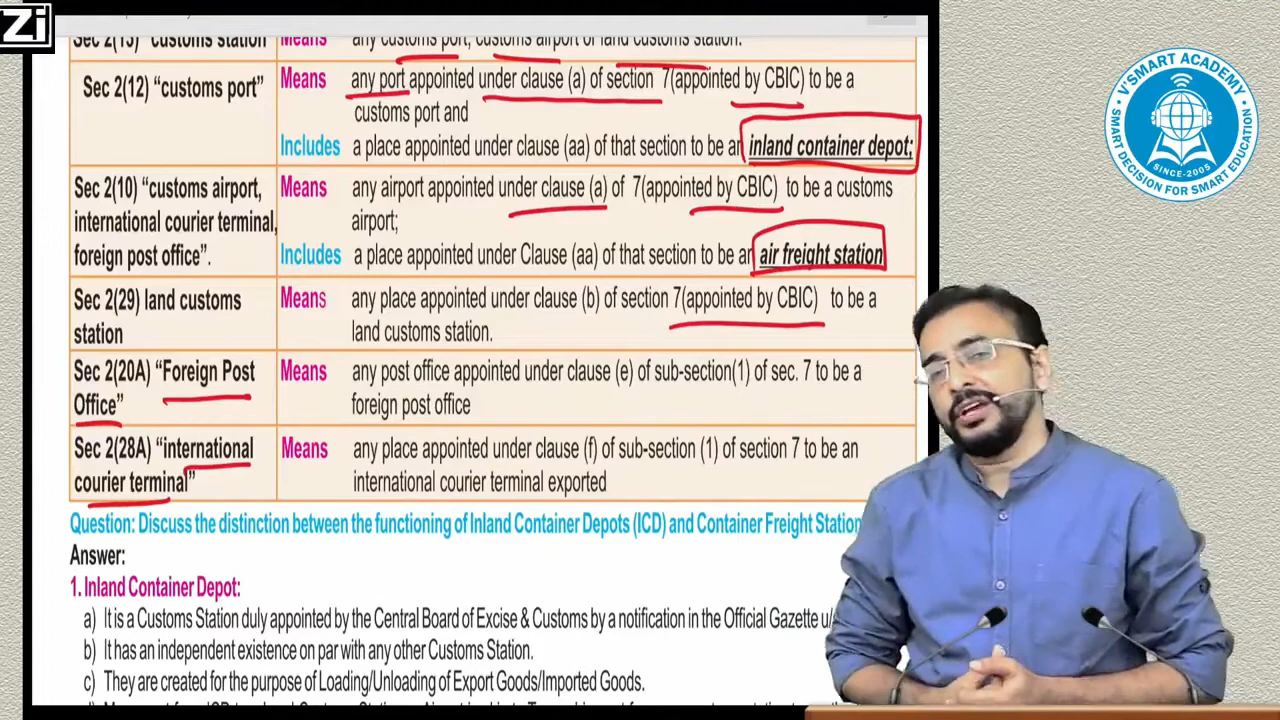 Zi
Sec 2(13) "customs station
Means
any customs port, customs airport or land customs station.
Sec 2(12) “customs port”
Means
any port appointed under clause (a) of section 7(appointed by CBIC) to be a
customs port and
Includes
a place appointed under clause (aa) of that section to be an inland container depot;
Sec 2(10) “customs airport,
international courier terminal,
foreign post office”.
Means
any airport appointed under clause (a) of 7(appointed by CBIC) to be a customs
airport;
Includes
a place appointed under Clause (aa) of that section to be an air freight station
Sec 2(29) land customs
station
Means
any place appointed under clause (b) of section 7(appointed by CBIC) to be a
land customs station.
Sec 2(20A) “Foreign Post
Office”
Means
any post office appointed under clause (e) of sub-section(1) of sec. 7 to be a
foreign post office
Sec 2(28A) “international
courier terminal”
Means
any place appointed under clause (f) of sub-section (1) of section 7 to be an
international courier terminal exported
Question: Discuss the distinction between the functioning of Inland Container Depots (ICD) and Container Freight Station
Answer:
1. Inland Container Depot:
a) It is a Customs Station duly appointed by the Central Board of Excise & Customs by a notification in the Official Gazette u/
b) It has an independent existence on par with any other Customs Station.
c) They are created for the purpose of Loading/Unloading of Export Goods/Imported Goods.
V'SMART ACADEMY
SINCE-2005
SMART DECISION FOR SMART EDUCATION